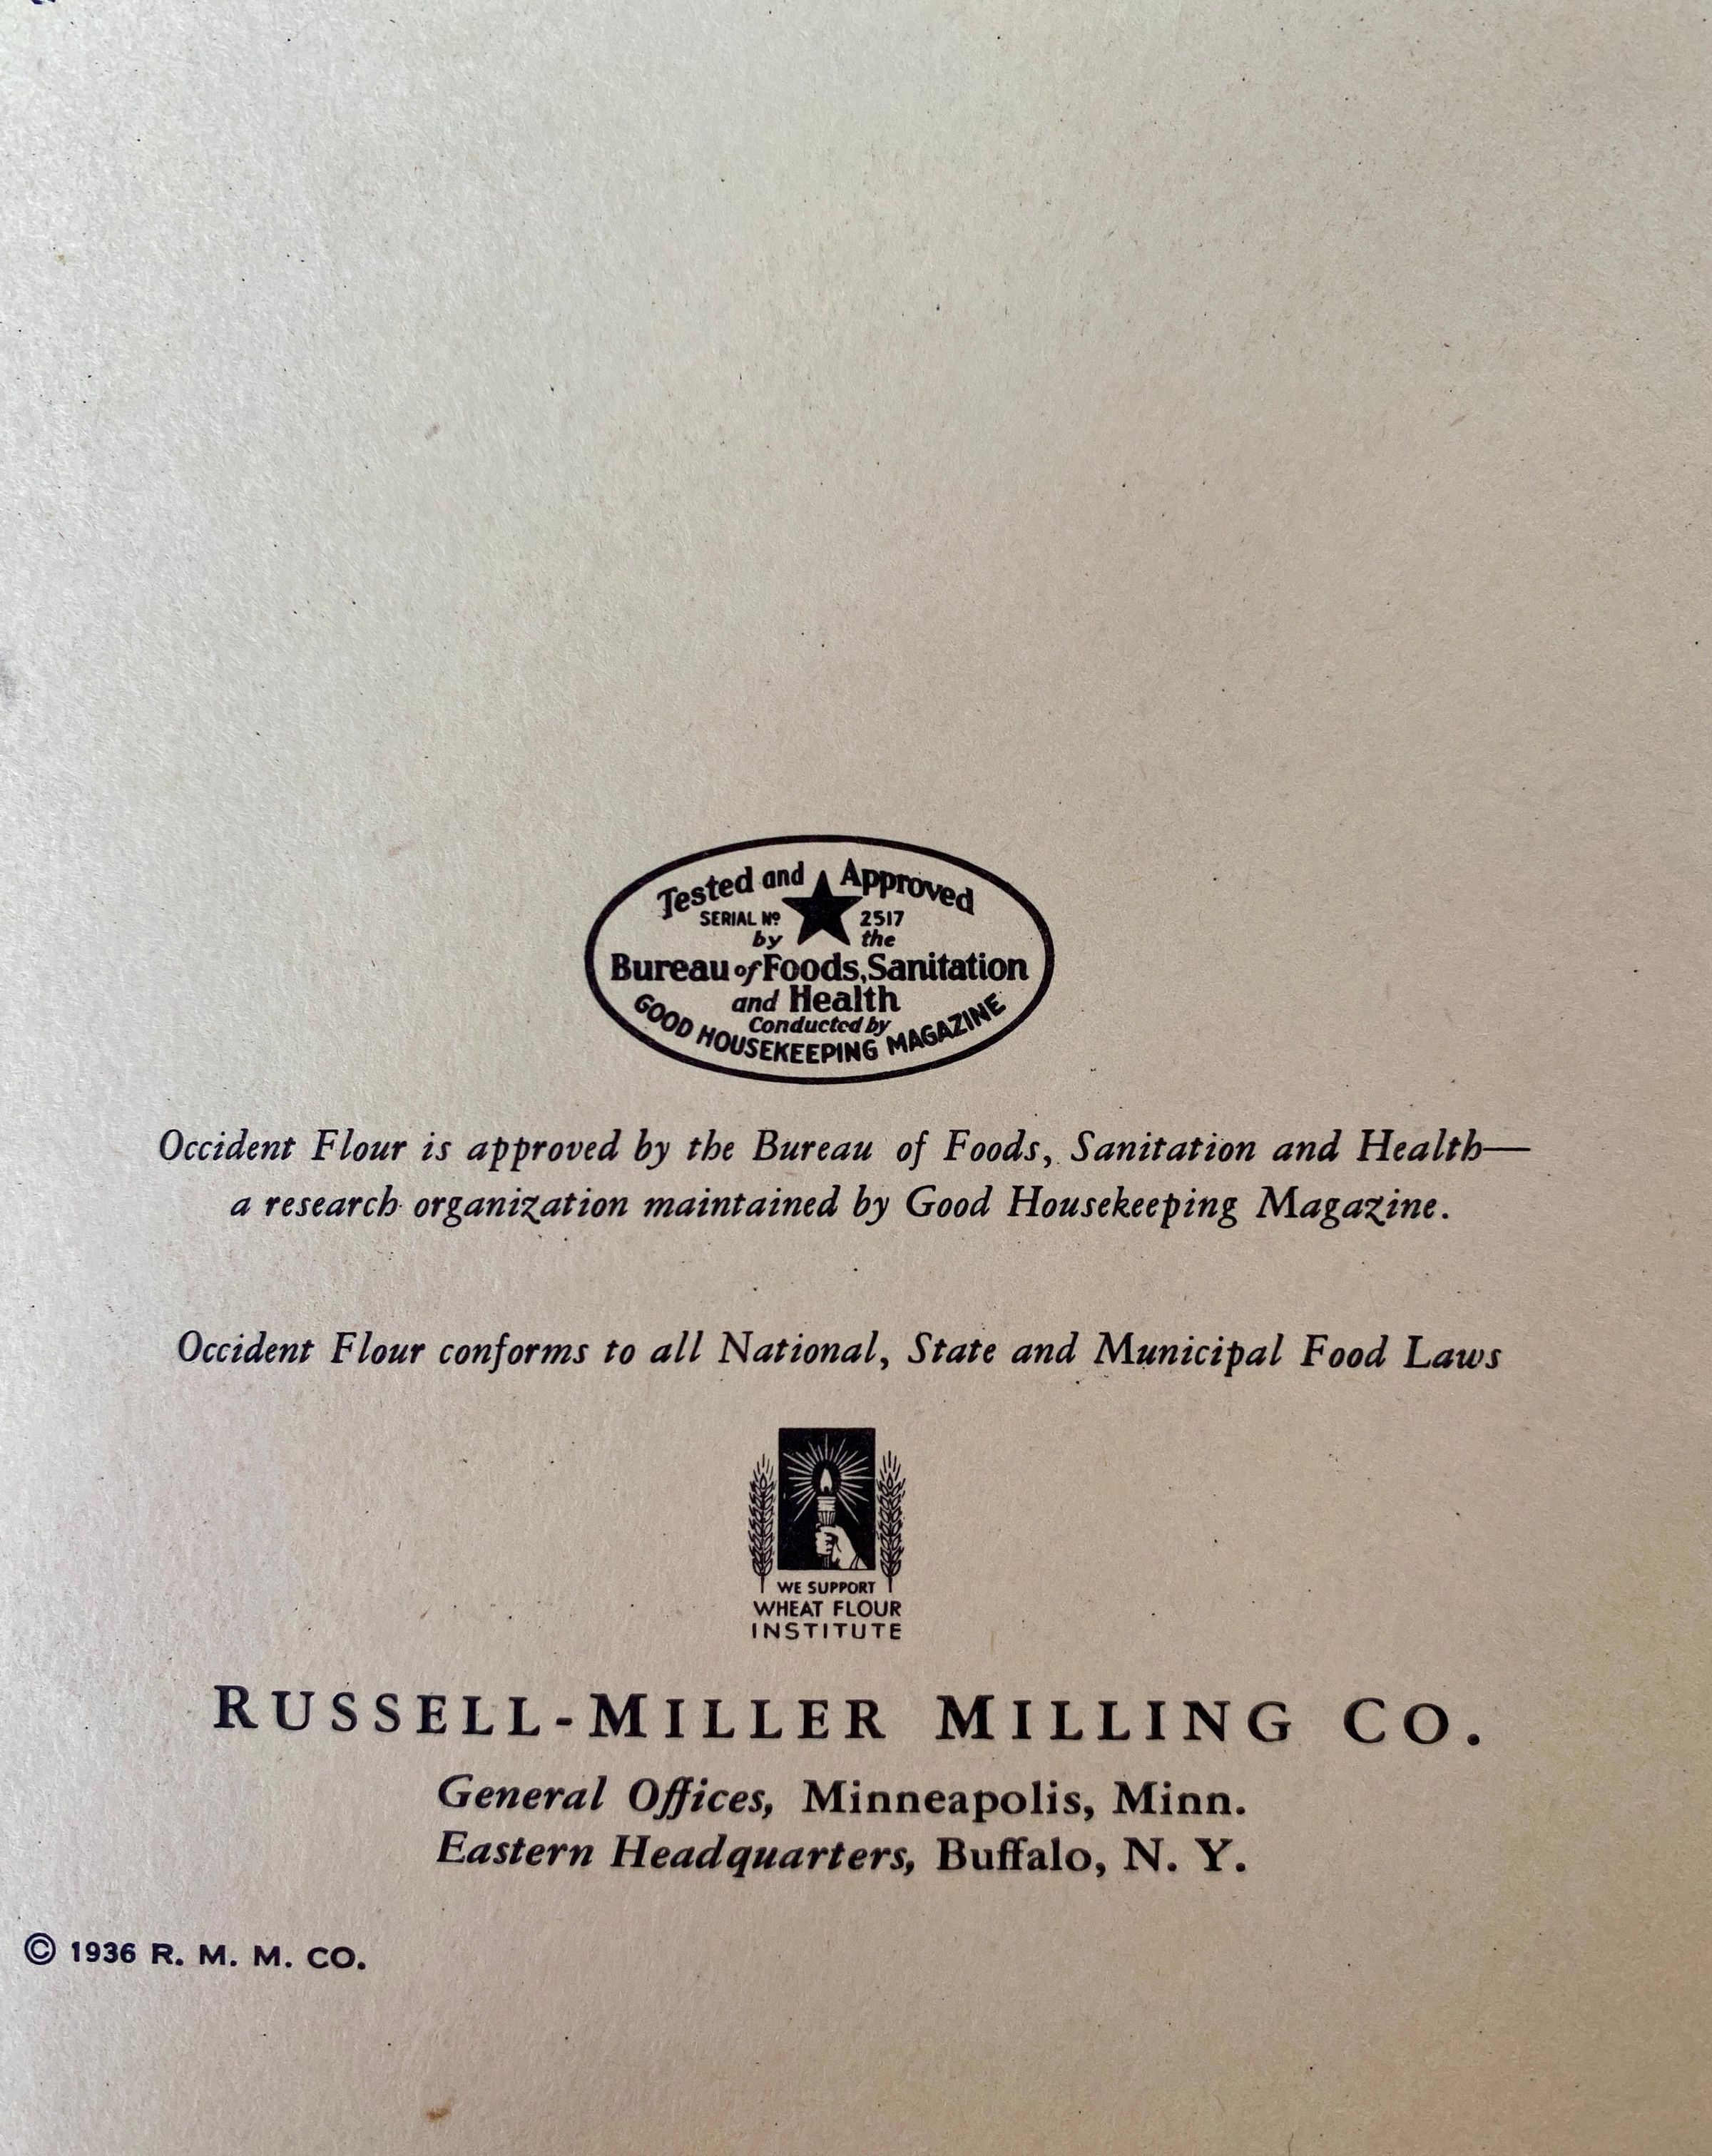 Tested and Approved
SERIAL Nº 2517
by the
Bureau of Foods, Sanitation
and Health
Conducted by
GOOD HOUSEKEEPING MAGAZINE
Occident Flour is approved by the Bureau of Foods, Sanitation and Health—
a research organization maintained by Good Housekeeping Magazine.
Occident Flour conforms to all National, State and Municipal Food Laws
WE SUPPORT
WHEAT FLOUR
INSTITUTE
RUSSELL-MILLER MILLING CO.
General Offices, Minneapolis, Minn.
Eastern Headquarters, Buffalo, N. Y.
© 1936 R. M. M. CO.